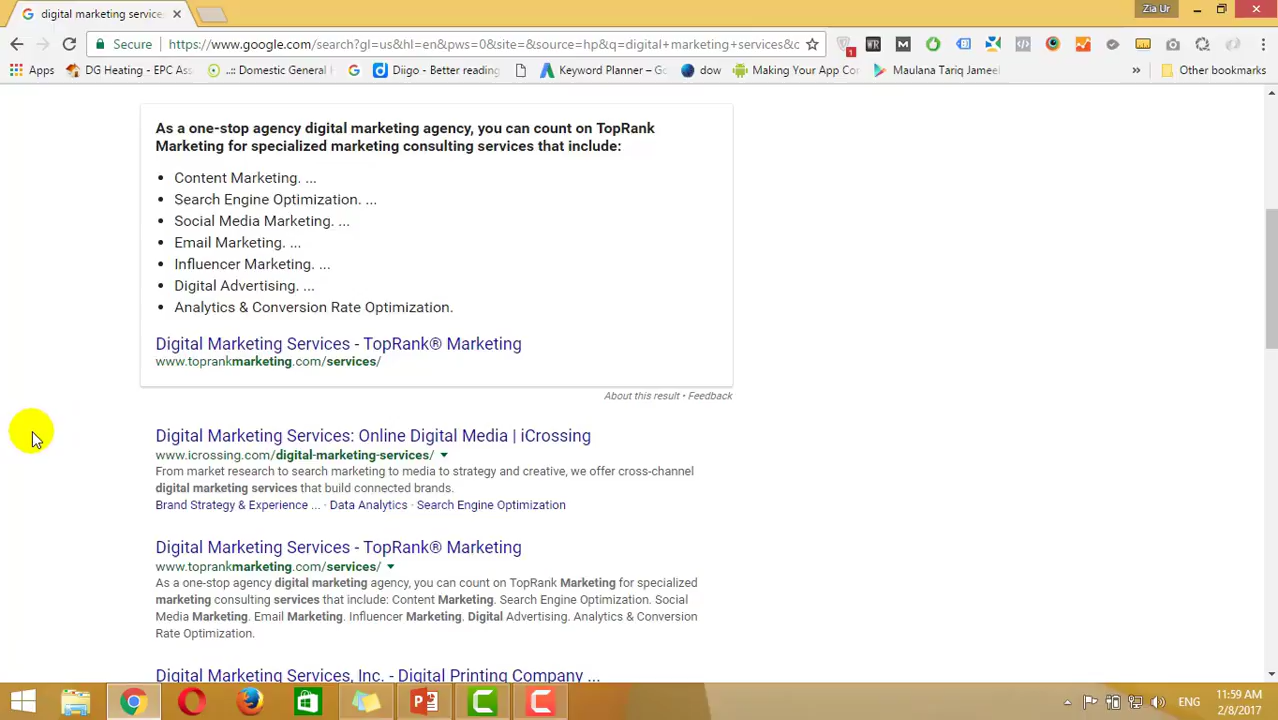 digital marketing service
Zia Ur
Secure
https://www.google.com/search?gl=us&hl=en&pws=0&site=&source=hp&q=digital+marketing+services&c
1
Apps
DG Heating - EPC Ass
..:: Domestic General
Diigo - Better reading
Keyword Planner – Go
dow
Making Your App Con
Maulana Tariq Jameel
»
Other bookmarks
As a one-stop agency digital marketing agency, you can count on TopRank
Marketing for specialized marketing consulting services that include:
• Content Marketing. ...
• Search Engine Optimization. ...
• Social Media Marketing. ...
• Email Marketing. ...
• Influencer Marketing. ...
• Digital Advertising. ...
• Analytics & Conversion Rate Optimization.
Digital Marketing Services - TopRank® Marketing
www.toprankmarketing.com/services/
About this result • Feedback
Digital Marketing Services: Online Digital Media | iCrossing
www.icrossing.com/digital-marketing-services/
From market research to search marketing to media to strategy and creative, we offer cross-channel
digital marketing services that build connected brands.
Brand Strategy & Experience ... · Data Analytics · Search Engine Optimization
Digital Marketing Services - TopRank® Marketing
www.toprankmarketing.com/services/
As a one-stop agency digital marketing agency, you can count on TopRank Marketing for specialized
marketing consulting services that include: Content Marketing. Search Engine Optimization. Social
Media Marketing. Email Marketing. Influencer Marketing. Digital Advertising. Analytics & Conversion
Rate Optimization.
Digital Marketing Services, Inc. - Digital Printing Company ...
ENG
11:59 AM
2/8/2017